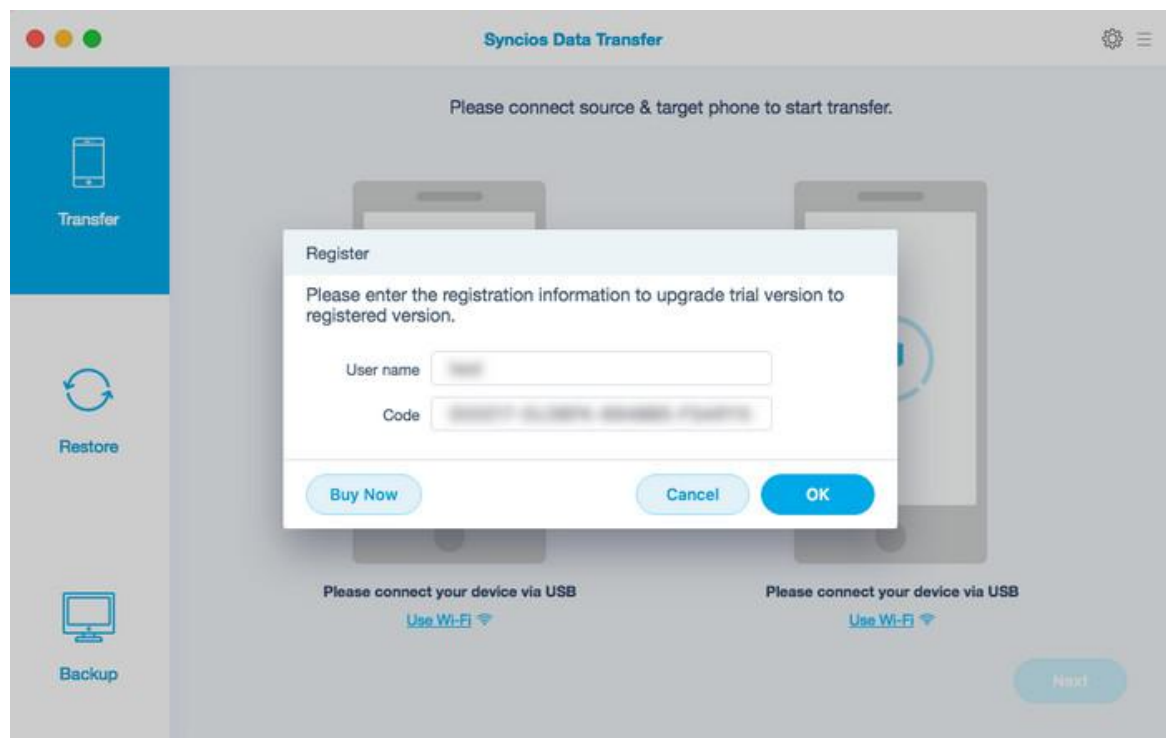 Syncios Data Transfer
Please connect source & target phone to start transfer.
Transfer
Register
Please enter the registration information to upgrade trial version to
registered version.
User name
Code
Restore
Buy Now
Cancel
OK
Please connect your device via USB
Please connect your device via USB
Use Wi-Fi
Use Wi-Fi
Backup
Next